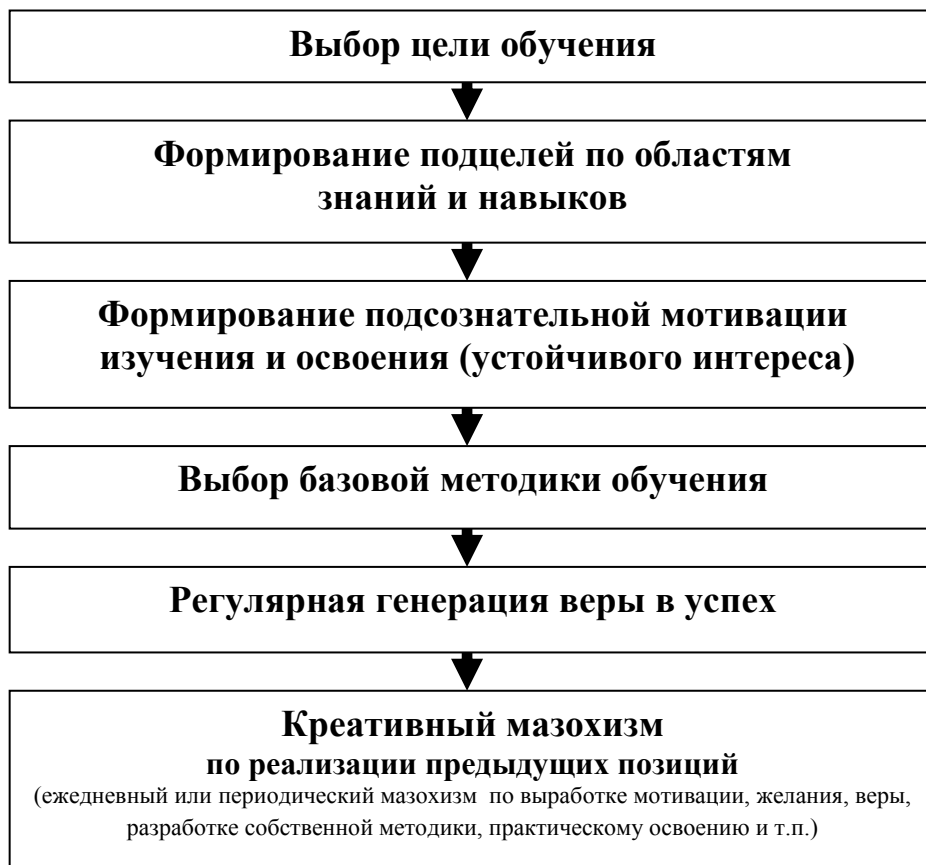 Выбор цели обучения
Формирование подцелей по областям
знаний и навыков
Формирование подсознательной мотивации
изучения и освоения (устойчивого интереса)
Выбор базовой методики обучения
Регулярная генерация веры в успех
Креативный мазохизм
по реализации предыдущих позиций
(ежедневный или периодический мазохизм по выработке мотивации, желания, веры,
разработке собственной методики, практическому освоению и т.п.)